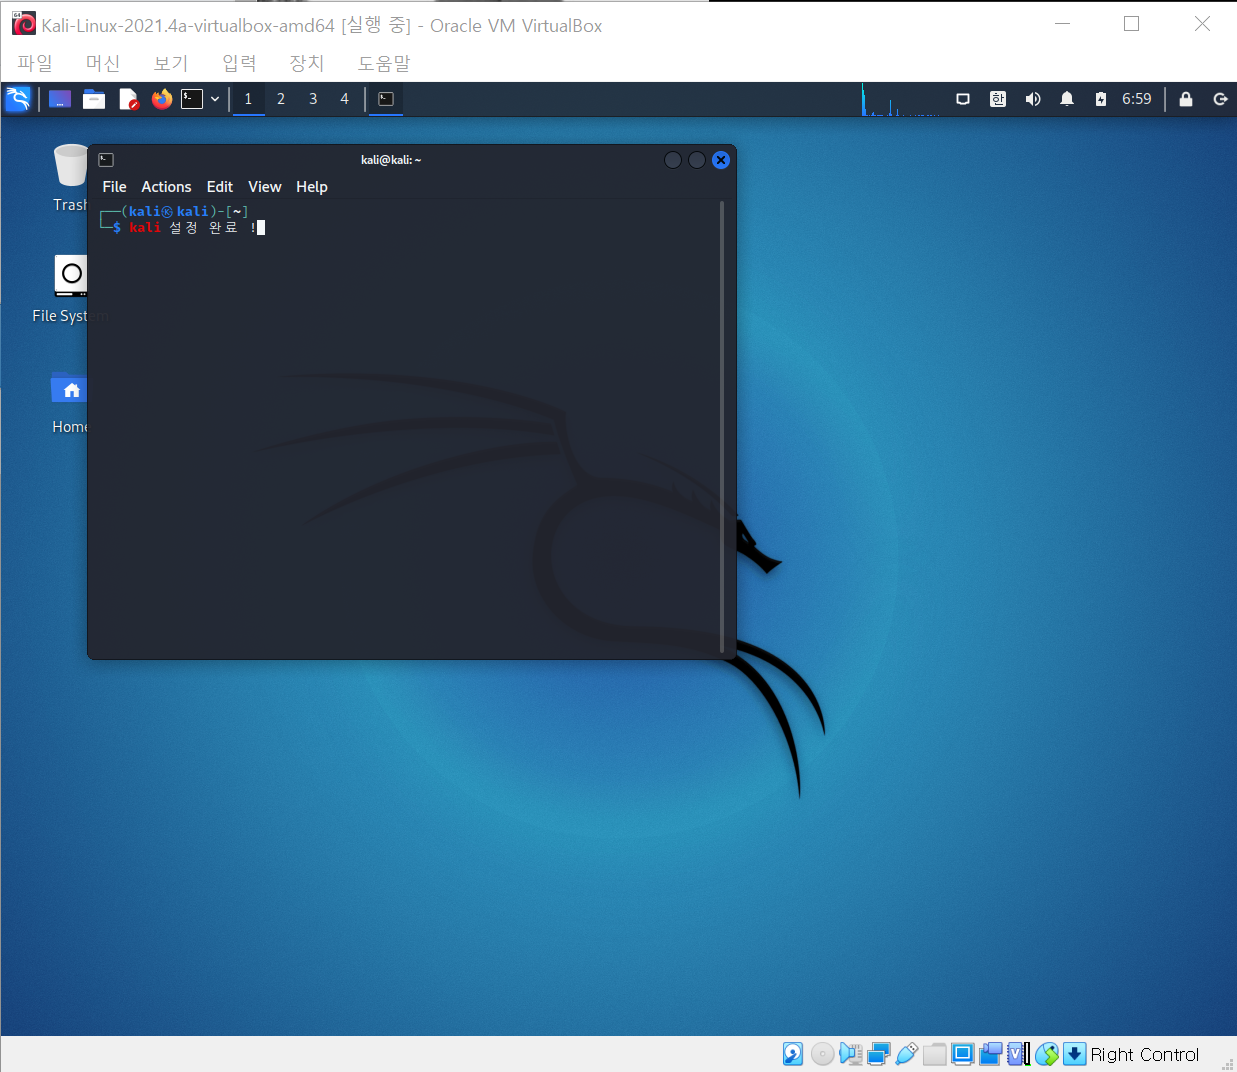 Kali-Linux-2021.4a-virtualbox-amd64 [실행 중] - Oracle VM VirtualBox
파일 머신 보기 입력 장치 도움말
1 2 3 4 한 6:59
kali@kali: ~
File Actions Edit View Help
┌──(kali㉿kali)-[~]
└─$ kali 설정 완료 !
Trash
File System
Home
Right Control